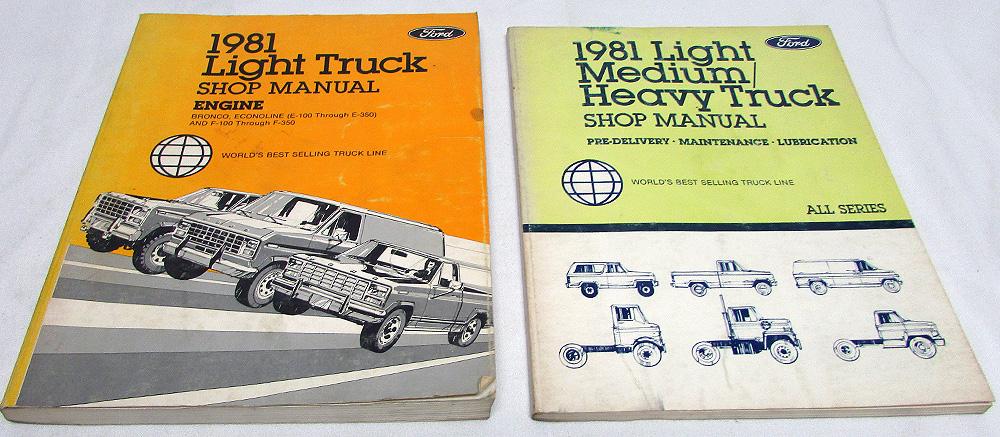 Ford
1981
Light Truck
SHOP MANUAL
ENGINE
BRONCO, ECONOLINE (E-100 Through E-350)
AND F-100 Through F-350
WORLD'S BEST SELLING TRUCK LINE
Ford
1981 Light
Medium/
Heavy Truck
SHOP MANUAL
PRE-DELIVERY · MAINTENANCE · LUBRICATION
WORLD'S BEST SELLING TRUCK LINE
ALL SERIES